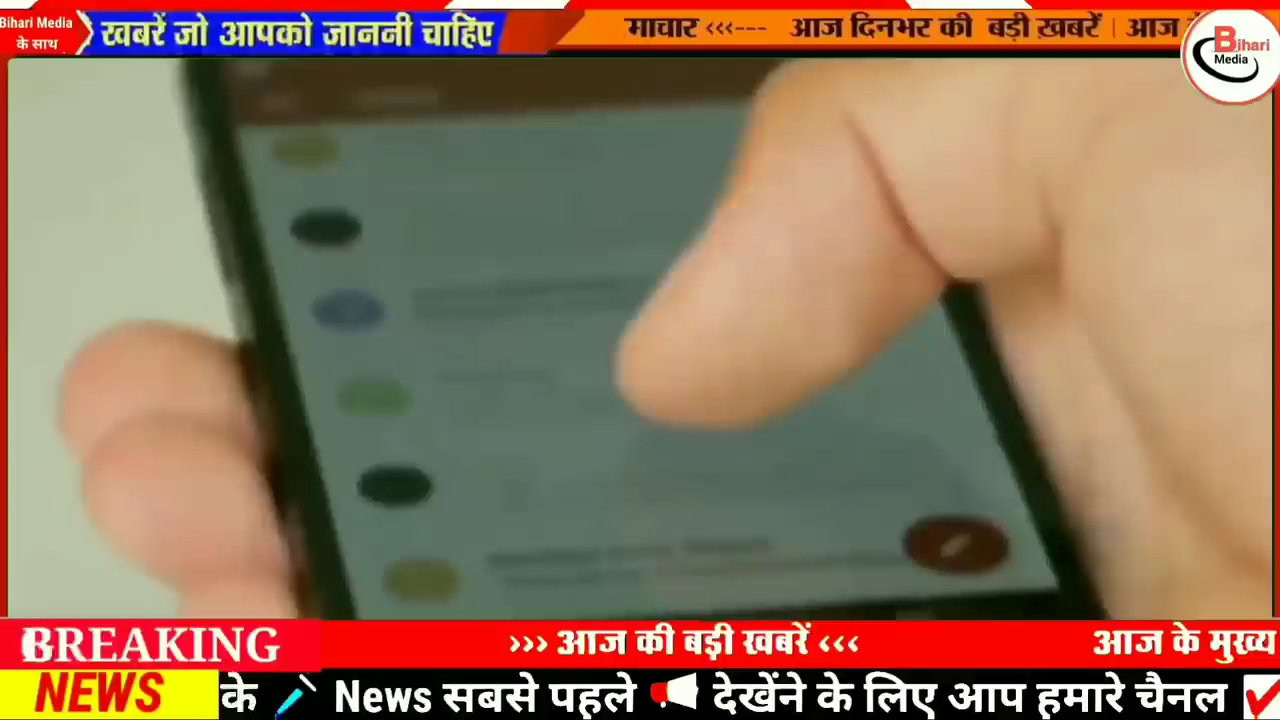 Bihari Media
के साथ
खबरें जो आपको जाननी चाहिए
माचार ‹‹‹--- आज दिनभर की बड़ी ख़बरें | आज
Bihari
Media
BREAKING
››› आज की बड़ी खबरें ‹‹‹
आज के मुख्य
NEWS
के News सबसे पहले देखेंने के लिए आप हमारे चैनल